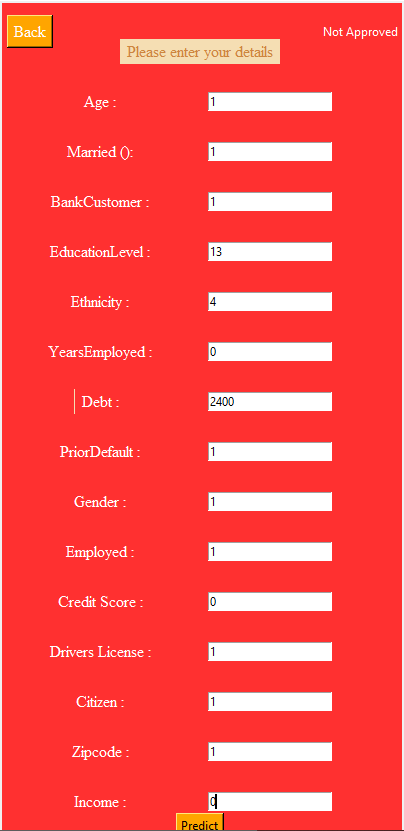 Back
Not Approved
Please enter your details
Age : 1
Married (): 1
BankCustomer : 1
EducationLevel : 13
Ethnicity : 4
YearsEmployed : 0
Debt : 2400
PriorDefault : 1
Gender : 1
Employed : 1
Credit Score : 0
Drivers License : 1
Citizen : 1
Zipcode : 1
Income : 0
Predict